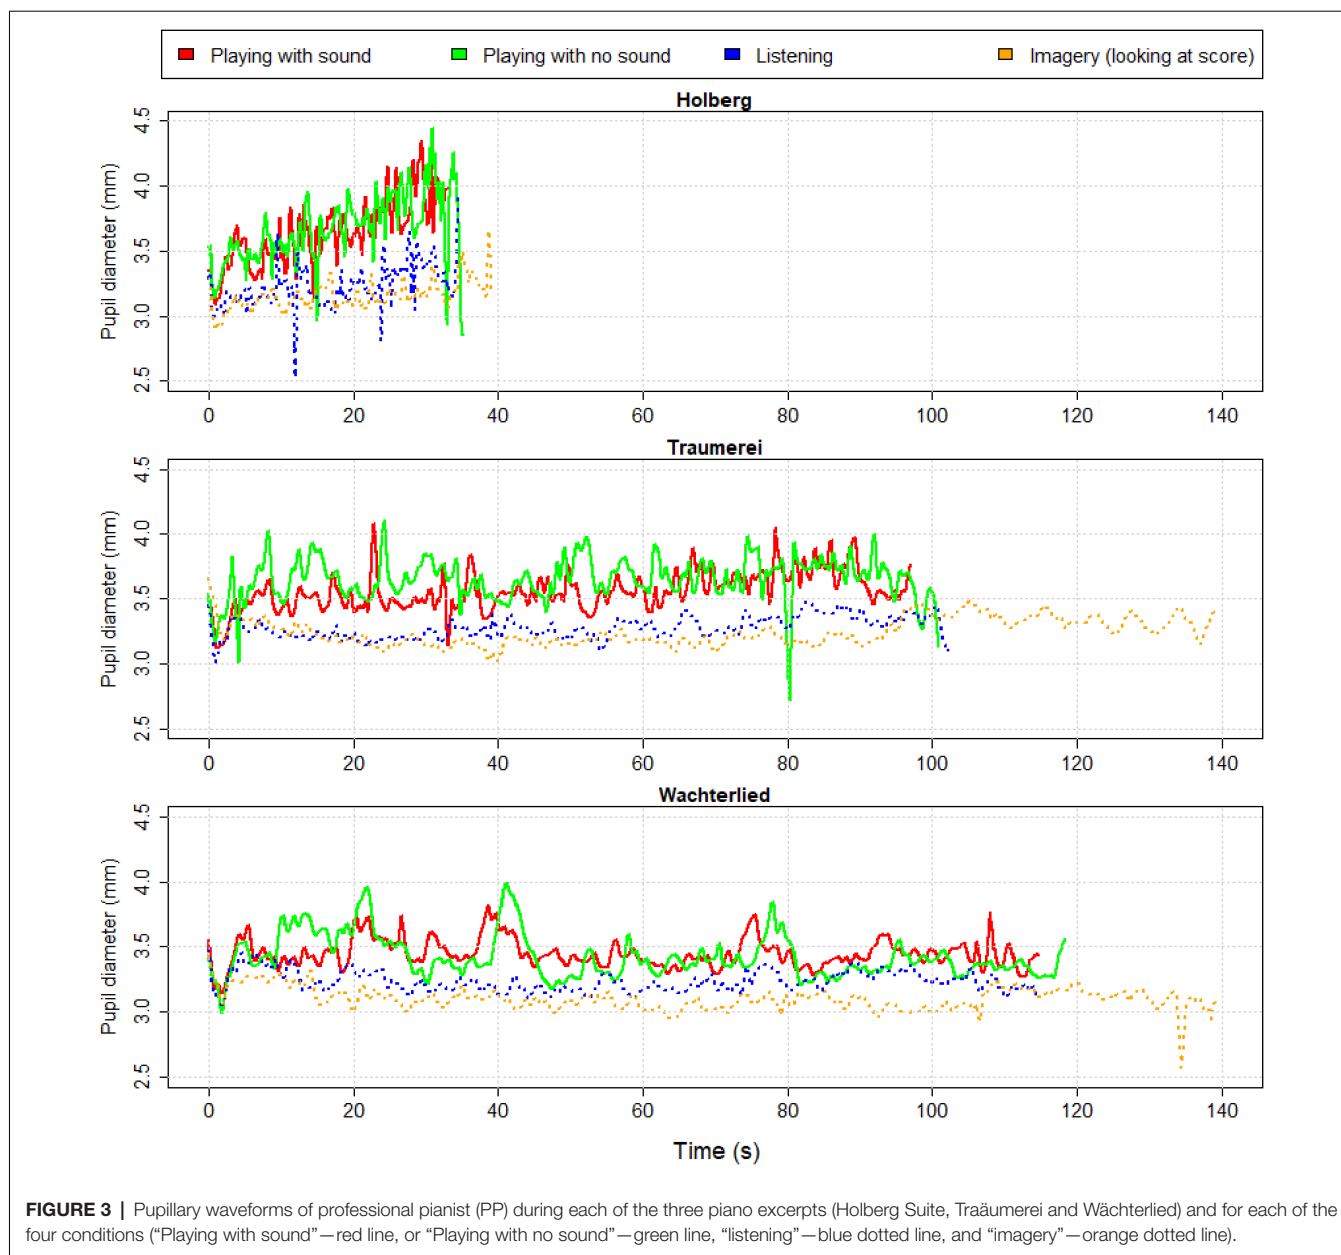 Playing with sound Playing with no sound Listening Imagery (looking at score)
Holberg
Pupil diameter (mm)
4.5
4.0
3.5
3.0
2.5
0 20 40 60 80 100 120 140
Traumerei
Pupil diameter (mm)
4.5
4.0
3.5
3.0
2.5
0 20 40 60 80 100 120 140
Wachterlied
Pupil diameter (mm)
4.5
4.0
3.5
3.0
2.5
0 20 40 60 80 100 120 140
Time (s)
FIGURE 3 | Pupillary waveforms of professional pianist (PP) during each of the three piano excerpts (Holberg Suite, Traäumerei and Wächterlied) and for each of the
four conditions (“Playing with sound”—red line, or “Playing with no sound”—green line, “listening”—blue dotted line, and “imagery”—orange dotted line).